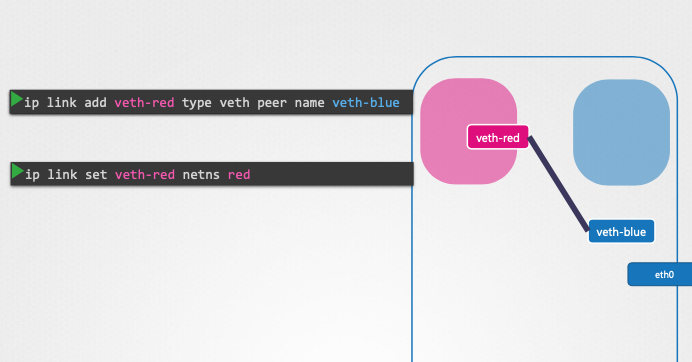 ip link add veth-red type veth peer name veth-blue
veth-red
ip link set veth-red netns red
veth-blue
eth0